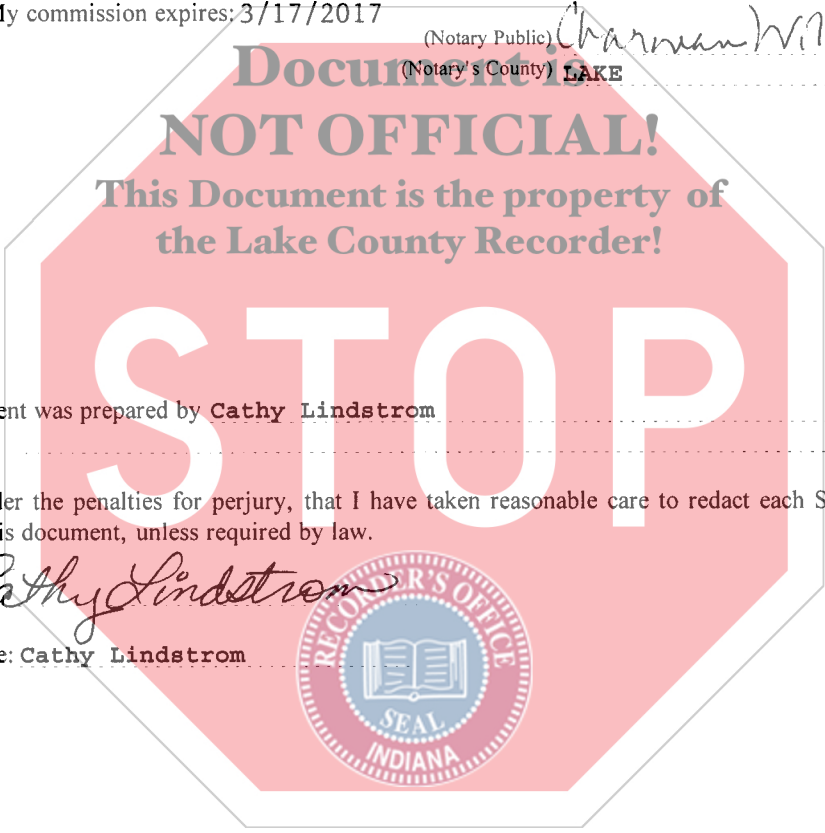 My commission expires: 3/17/2017
(Notary Public) Charmean
(Notary's County) LAKE
Document is
NOT OFFICIAL!
This Document is the property of
the Lake County Recorder!
STOP
ent was prepared by Cathy Lindstrom
er the penalties for perjury, that I have taken reasonable care to redact each S
is document, unless required by law.
Cathy Lindstrom
e: Cathy Lindstrom
RECORDER'S OFFICE
SEAL
INDIANA